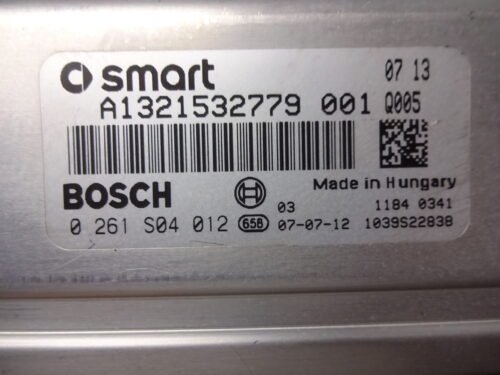 smart 07 13
A1321532779 001 Q005
BOSCH Made in Hungary
03 1184 0341
0 261 S04 012 658 07-07-12 1039S22838